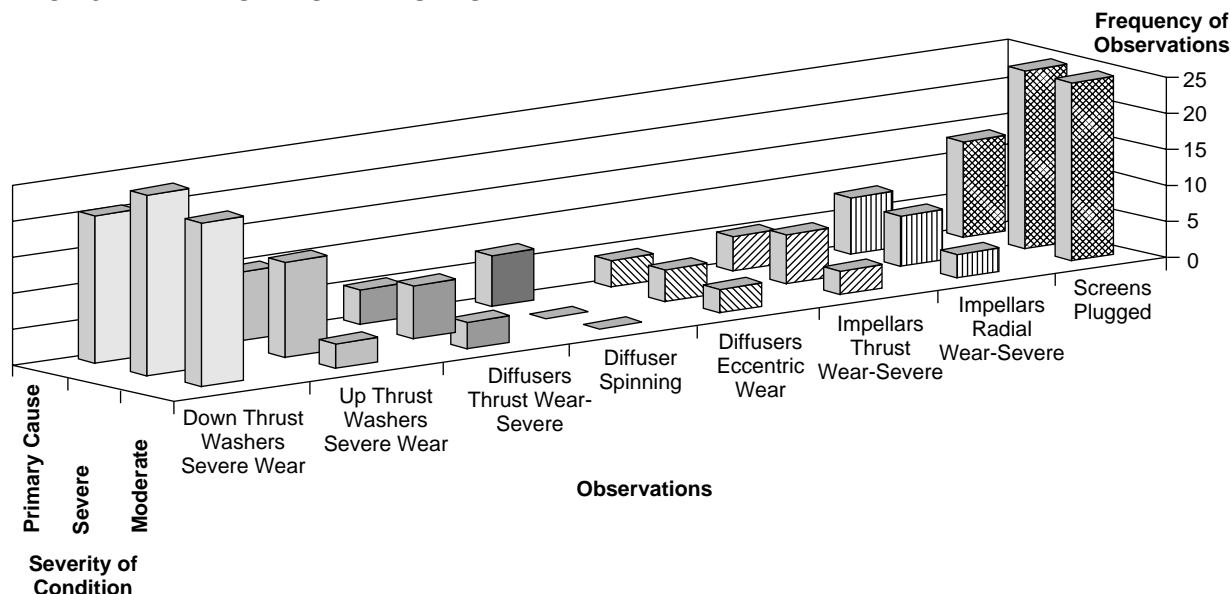 Frequency of
Observations
25
20
15
10
5
0
Screens
Plugged
Impellars
Radial
Wear-Severe
Impellars
Thrust
Wear-Severe
Diffusers
Eccentric
Wear
Diffuser
Spinning
Diffusers
Thrust Wear-
Severe
Up Thrust
Washers
Severe Wear
Down Thrust
Washers
Severe Wear
Primary Cause
Severe
Moderate
Observations
Severity of
Condition